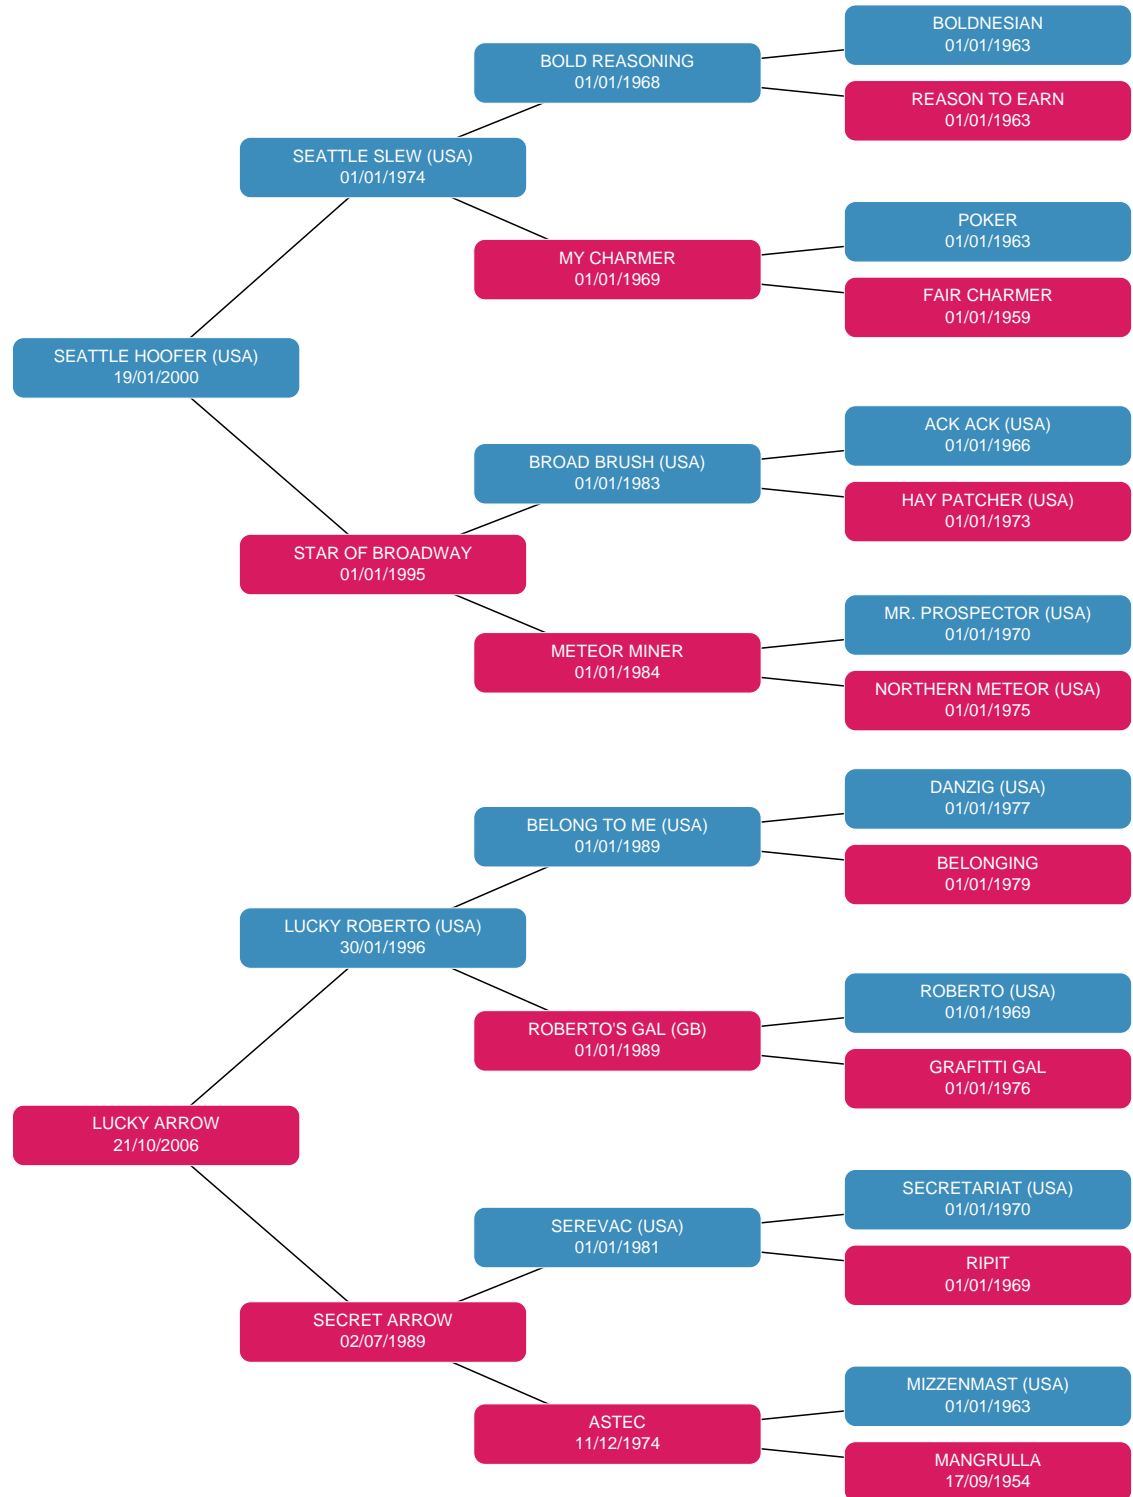 BOLDNESIAN
01/01/1963
BOLD REASONING
01/01/1968
REASON TO EARN
01/01/1963
SEATTLE SLEW (USA)
01/01/1974
POKER
01/01/1963
MY CHARMER
01/01/1969
FAIR CHARMER
01/01/1959
SEATTLE HOOFER (USA)
19/01/2000
ACK ACK (USA)
01/01/1966
BROAD BRUSH (USA)
01/01/1983
HAY PATCHER (USA)
01/01/1973
STAR OF BROADWAY
01/01/1995
MR. PROSPECTOR (USA)
01/01/1970
METEOR MINER
01/01/1984
NORTHERN METEOR (USA)
01/01/1975
DANZIG (USA)
01/01/1977
BELONG TO ME (USA)
01/01/1989
BELONGING
01/01/1979
LUCKY ROBERTO (USA)
30/01/1996
ROBERTO (USA)
01/01/1969
ROBERTO'S GAL (GB)
01/01/1989
GRAFITTI GAL
01/01/1976
LUCKY ARROW
21/10/2006
SECRETARIAT (USA)
01/01/1970
SEREVAC (USA)
01/01/1981
RIPIT
01/01/1969
SECRET ARROW
02/07/1989
MIZZENMAST (USA)
01/01/1963
ASTEC
11/12/1974
MANGRULLA
17/09/1954